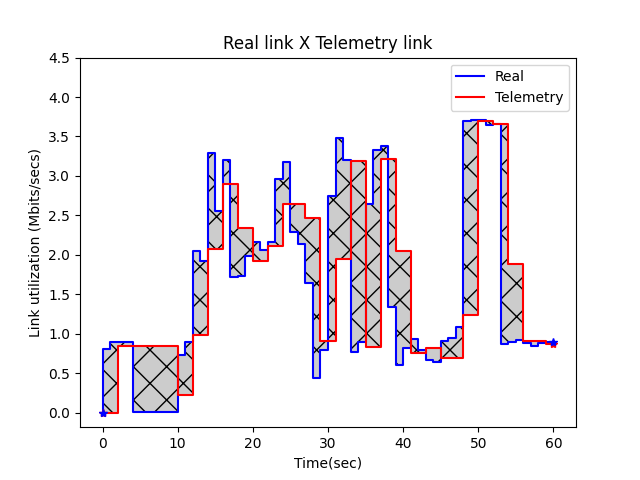 Real link X Telemetry link
Real
Telemetry
Link utilization (Mbits/secs)
4.5
4.0
3.5
3.0
2.5
2.0
1.5
1.0
0.5
0.0
0 10 20 30 40 50 60
Time(sec)